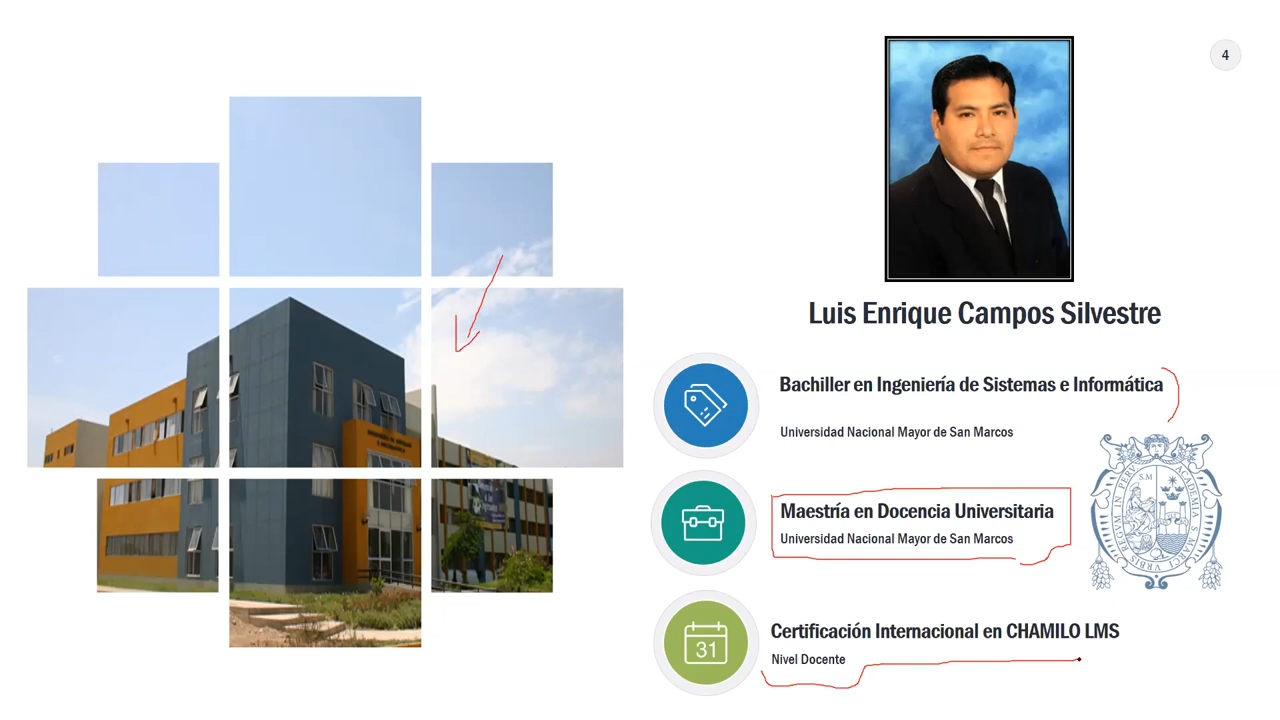 4
Luis Enrique Campos Silvestre
Bachiller en Ingeniería de Sistemas e Informática
Universidad Nacional Mayor de San Marcos
Maestría en Docencia Universitaria
Universidad Nacional Mayor de San Marcos
Certificación Internacional en CHAMILO LMS
31
Nivel Docente
S.M